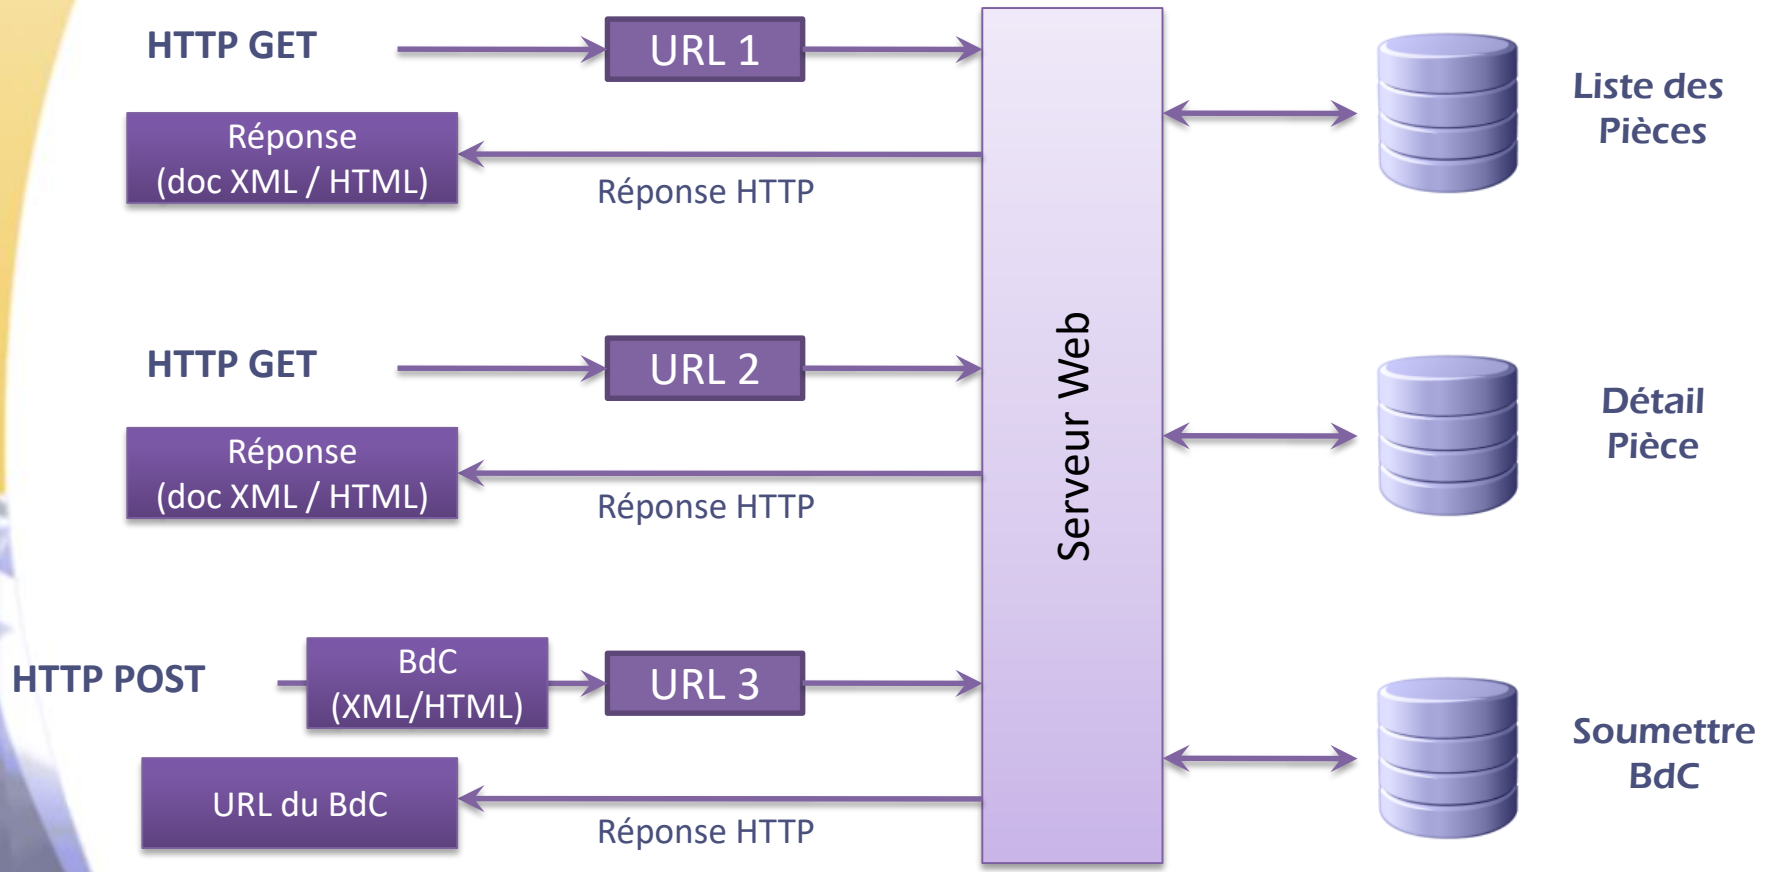 HTTP GET
URL 1
Réponse
(doc XML / HTML)
Réponse HTTP
Liste des
Pièces
HTTP GET
URL 2
Réponse
(doc XML / HTML)
Réponse HTTP
Serveur Web
Détail
Pièce
HTTP POST
BdC
(XML/HTML)
URL 3
URL du BdC
Réponse HTTP
Soumettre
BdC